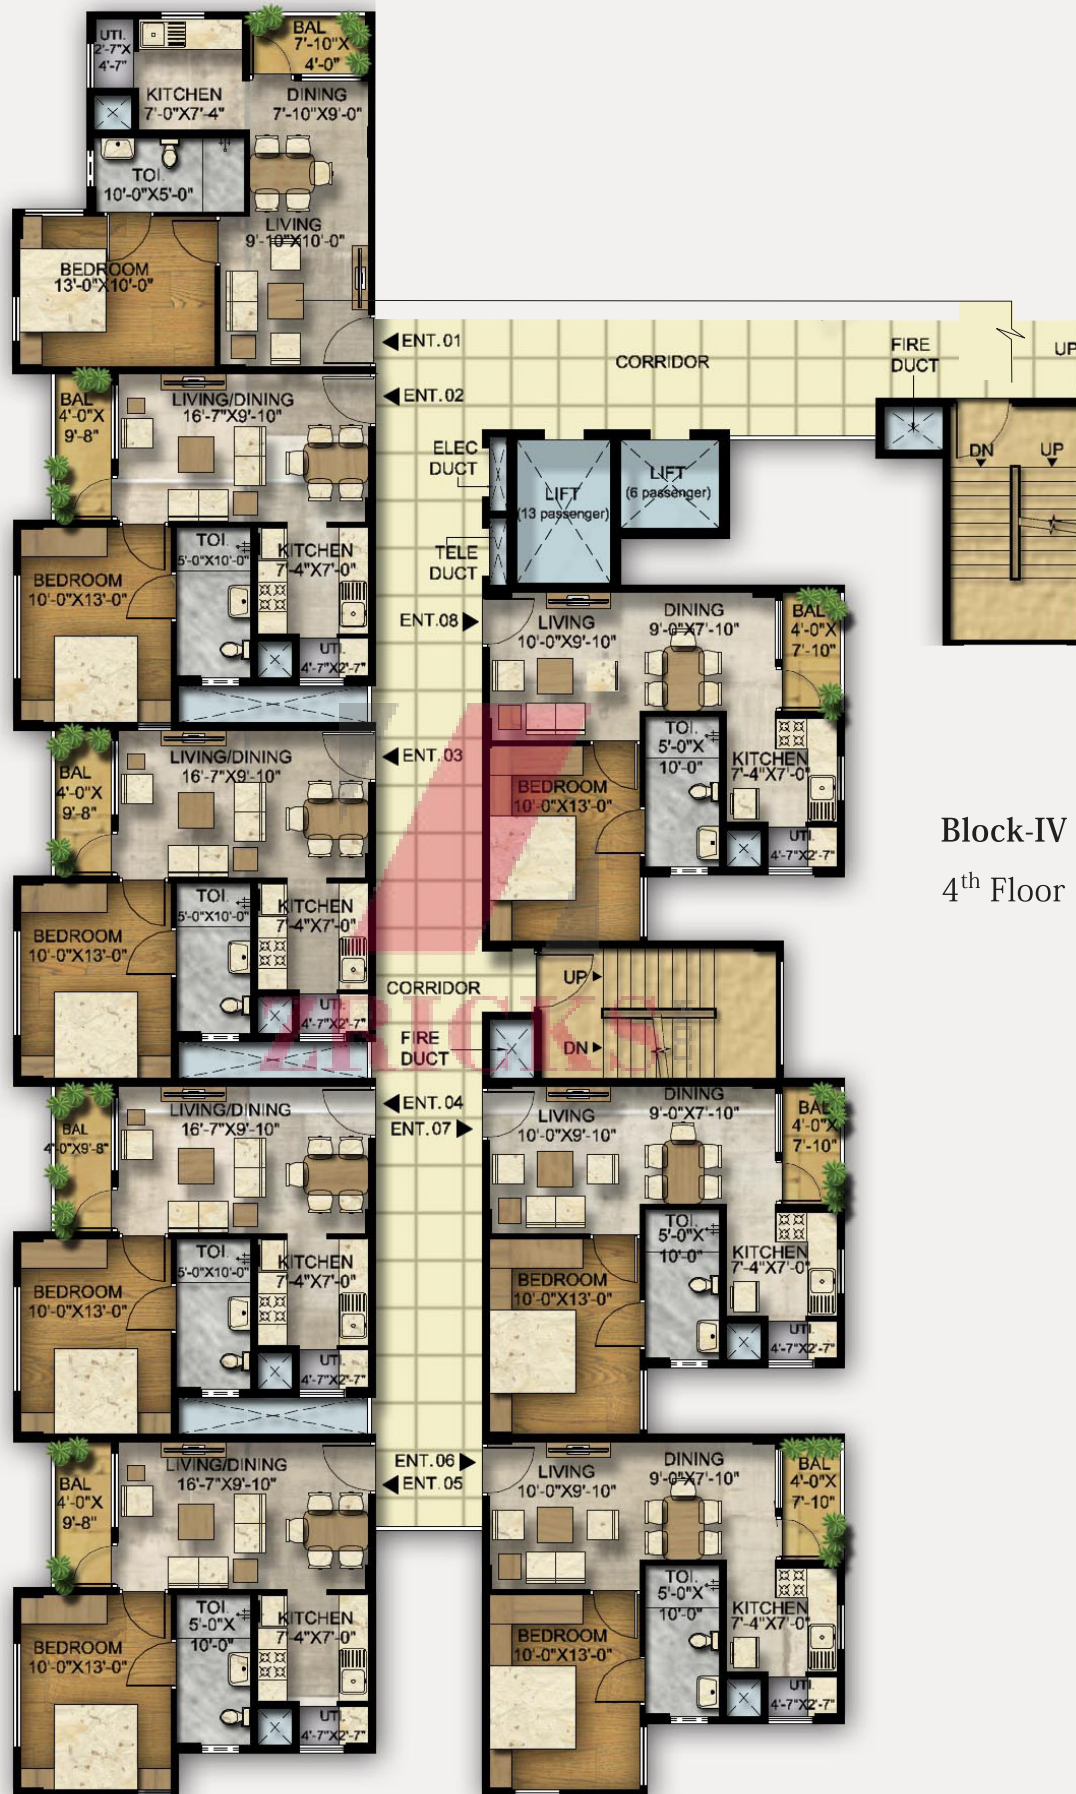 UTI.
2'-7"X
4'-7"
BAL
7'-10"X
4'-0"
KITCHEN
7'-0"X7'-4"
DINING
7'-10"X9'-0"
TOI.
10'-0"X5'-0"
LIVING
9'-10"X10'-0"
BEDROOM
13'-0"X10'-0"
ENT.01
CORRIDOR
FIRE
DUCT
UP
ENT.02
BAL
4'-0"X
9'-8"
LIVING/DINING
16'-7"X9'-10"
ELEC
DUCT
LIFT
(13 passenger)
LIFT
(6 passenger)
DN
UP
TOI.
5'-0"X10'-0"
KITCHEN
7'-4"X7'-0"
BEDROOM
10'-0"X13'-0"
TELE
DUCT
UTI.
4'-7"X2'-7"
ENT.08
LIVING
10'-0"X9'-10"
DINING
9'-0"X7'-10"
BAL
4'-0"X
7'-10"
TOI.
5'-0"X
10'-0"
KITCHEN
7'-4"X7'-0"
BEDROOM
10'-0"X13'-0"
UTI.
4'-7"X2'-7"
ENT.03
BAL
4'-0"X
9'-8"
LIVING/DINING
16'-7"X9'-10"
Block-IV
4th Floor
TOI.
5'-0"X10'-0"
KITCHEN
7'-4"X7'-0"
BEDROOM
10'-0"X13'-0"
UTI.
4'-7"X2'-7"
CORRIDOR
UP
DN
FIRE
DUCT
ZRICKS
ENT.04
ENT.07
BAL
4'-0"X9'-8"
LIVING/DINING
16'-7"X9'-10"
LIVING
10'-0"X9'-10"
DINING
9'-0"X7'-10"
BAL
4'-0"X
7'-10"
TOI.
5'-0"X10'-0"
KITCHEN
7'-4"X7'-0"
BEDROOM
10'-0"X13'-0"
UTI.
4'-7"X2'-7"
TOI.
5'-0"X
10'-0"
KITCHEN
7'-4"X7'-0"
BEDROOM
10'-0"X13'-0"
UTI.
4'-7"X2'-7"
ENT.06
ENT.05
BAL
4'-0"X
9'-8"
LIVING/DINING
16'-7"X9'-10"
LIVING
10'-0"X9'-10"
DINING
9'-0"X7'-10"
BAL
4'-0"X
7'-10"
TOI.
5'-0"X
10'-0"
KITCHEN
7'-4"X7'-0"
BEDROOM
10'-0"X13'-0"
UTI.
4'-7"X2'-7"
TOI.
5'-0"X
10'-0"
KITCHEN
7'-4"X7'-0"
BEDROOM
10'-0"X13'-0"
UTI.
4'-7"X2'-7"